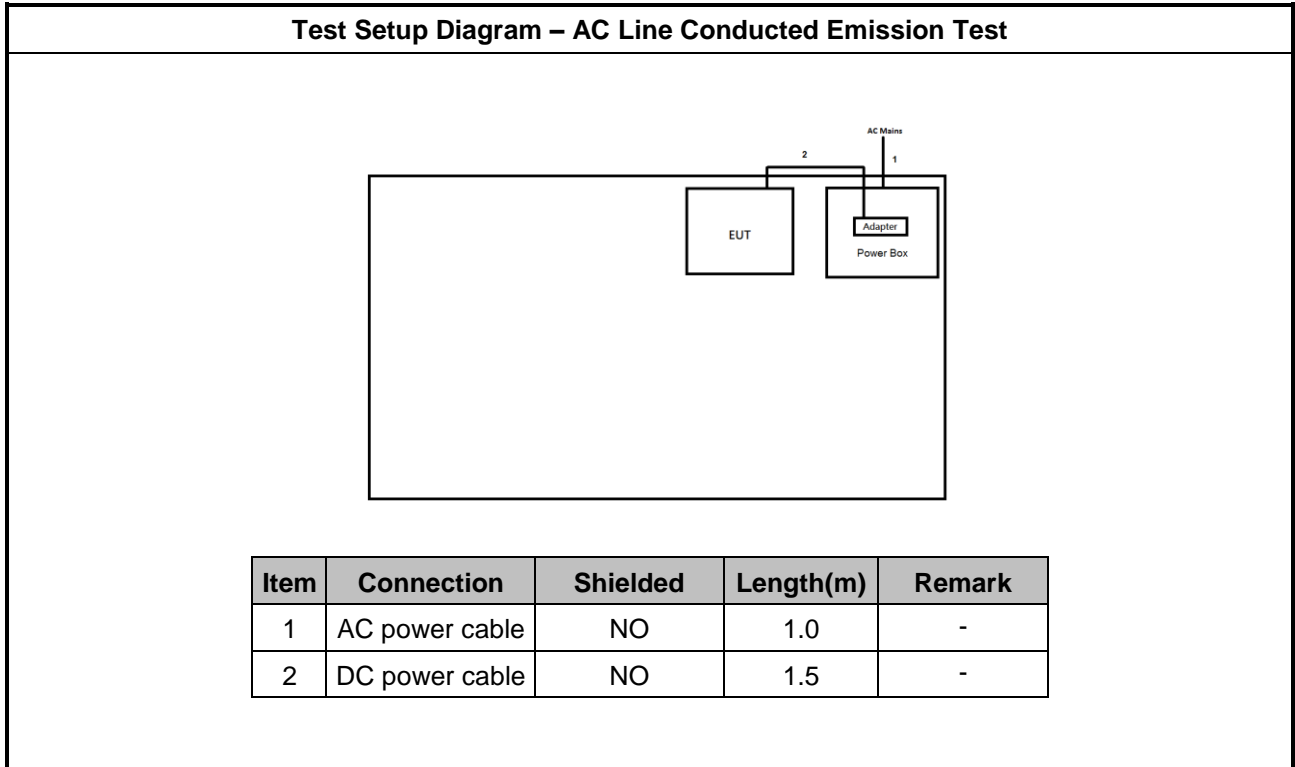 Test Setup Diagram – AC Line Conducted Emission Test
AC Mains
2
1
EUT
Adapter
Power Box
Item Connection Shielded Length(m) Remark
1 AC power cable NO 1.0 -
2 DC power cable NO 1.5 -